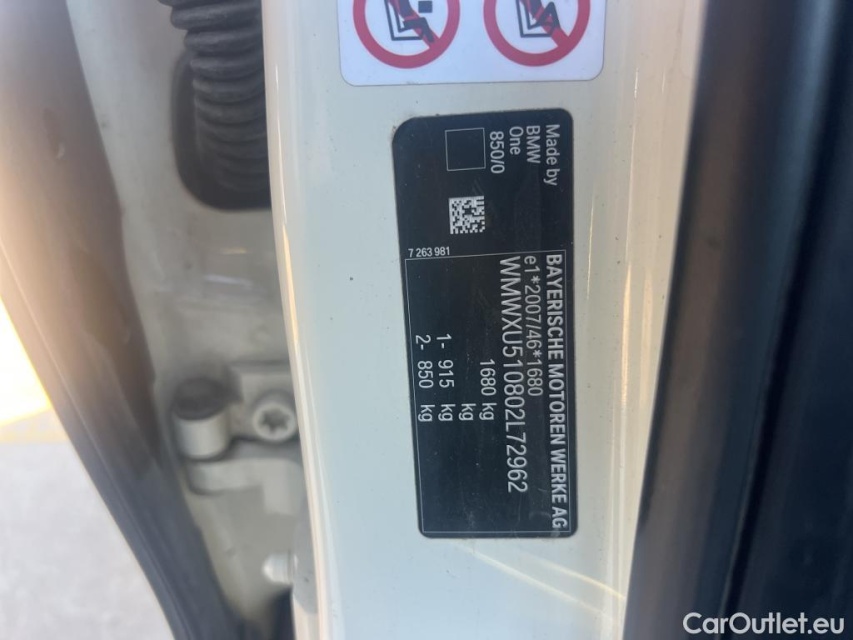 Made by
BMW
One
850/0
7 263 981
BAYERISCHE MOTOREN WERKE AG
e1*2007/46*1680
WMWXU510802L72962
1680 kg
kg
1- 915 kg
2- 850 kg
CarOutlet.eu